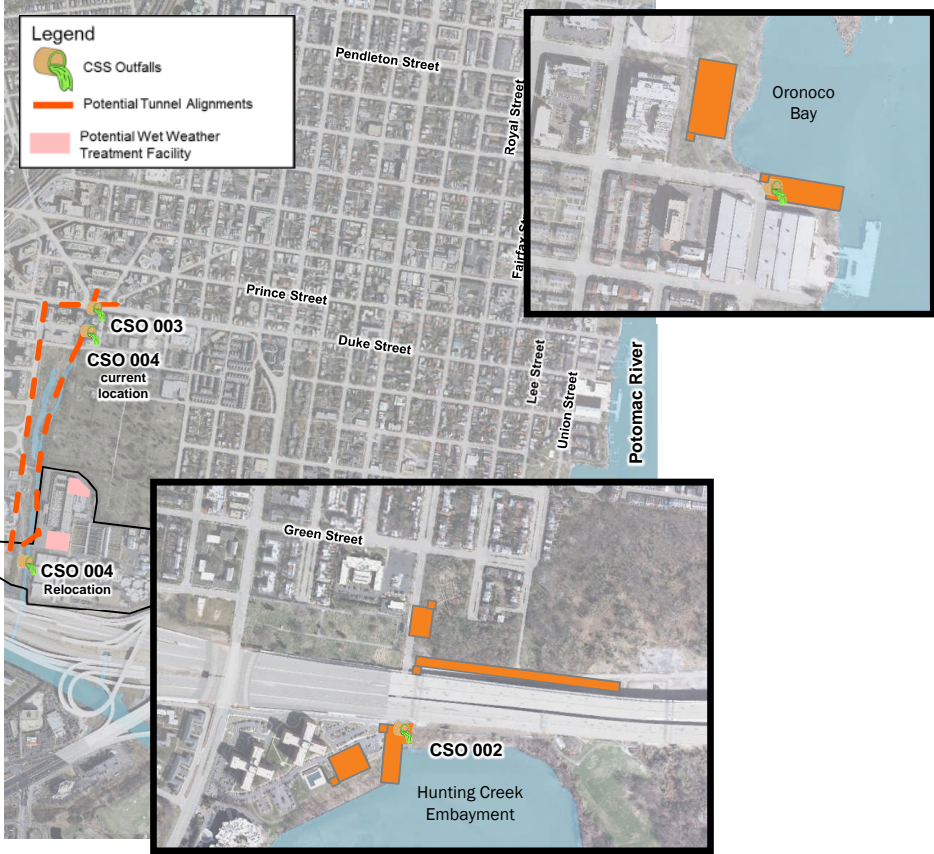 Legend
CSS Outfalls
Potential Tunnel Alignments
Potential Wet Weather
Treatment Facility
Pendleton Street
Royal Street
Fairfax St
Oronoco
Bay
Prince Street
CSO 003
Duke Street
CSO 004
current
location
Lee Street
Union Street
Potomac River
Green Street
CSO 004
Relocation
CSO 002
Hunting Creek
Embayment